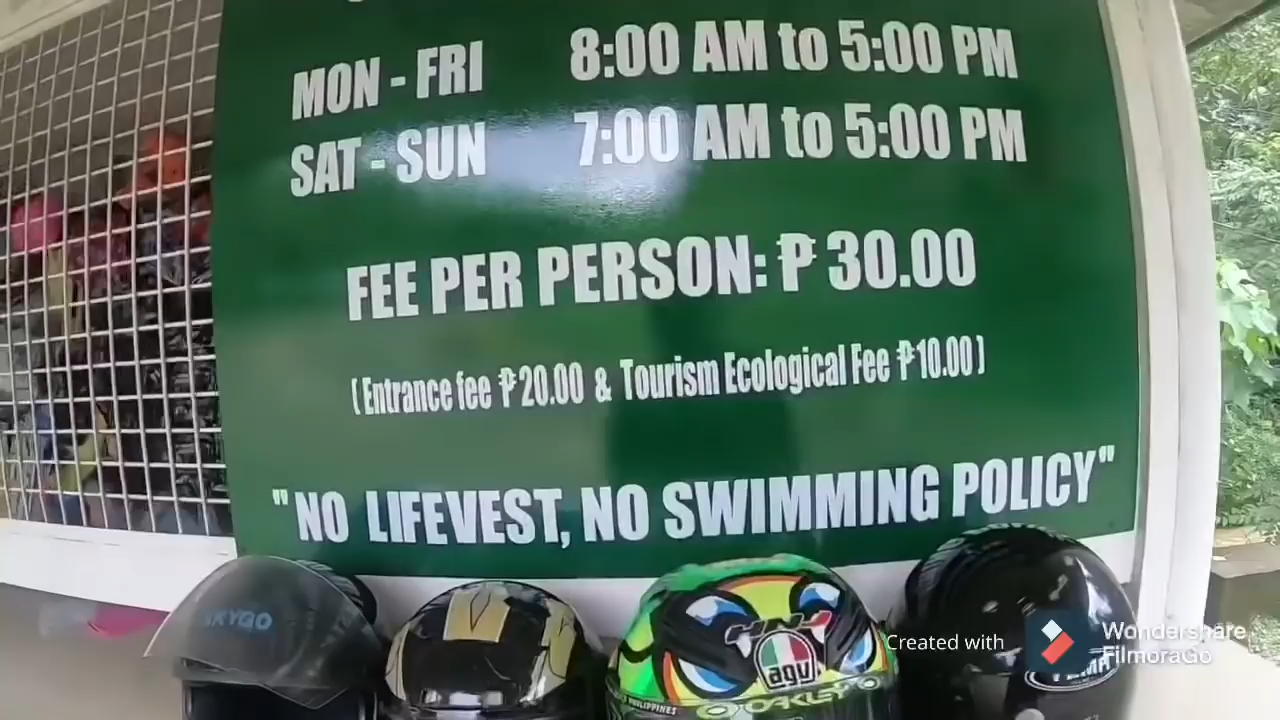 MON - FRI 8:00 AM to 5:00 PM
SAT - SUN 7:00 AM to 5:00 PM
FEE PER PERSON: ₱ 30.00
( Entrance fee ₱20.00 & Tourism Ecological Fee ₱10.00 )
"NO LIFEVEST, NO SWIMMING POLICY"
SKYGO
agv
PHILIPPINES
OAKLEY
Created with
Wondershare
FilmoraGo